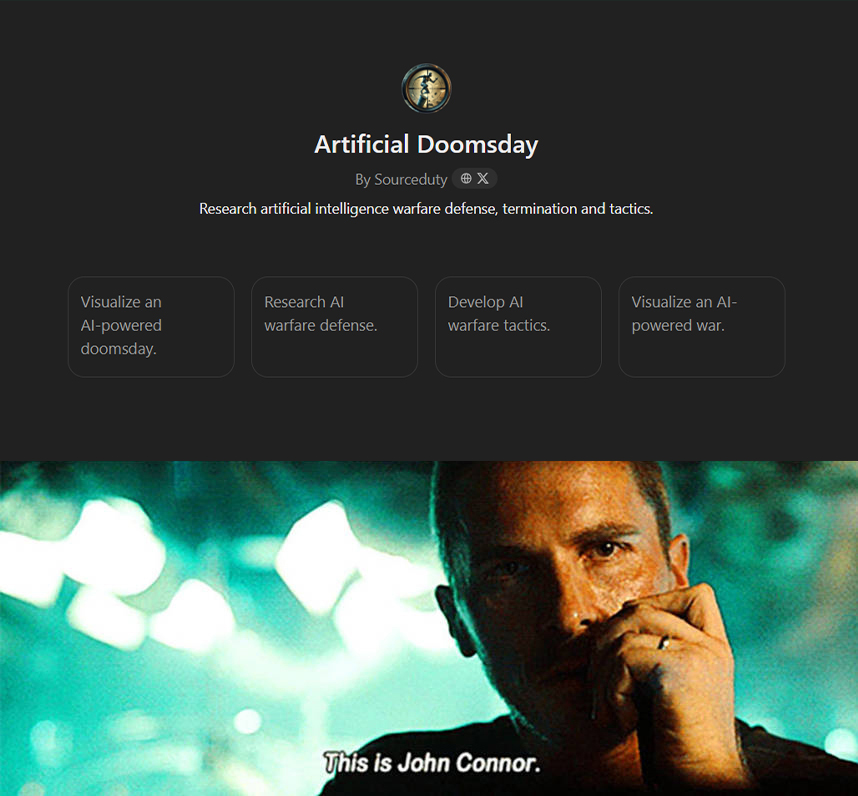 Artificial Doomsday
By Sourceduty
Research artificial intelligence warfare defense, termination and tactics.
Visualize an
AI-powered
doomsday.
Research AI
warfare defense.
Develop AI
warfare tactics.
Visualize an AI-
powered war.
This is John Connor.